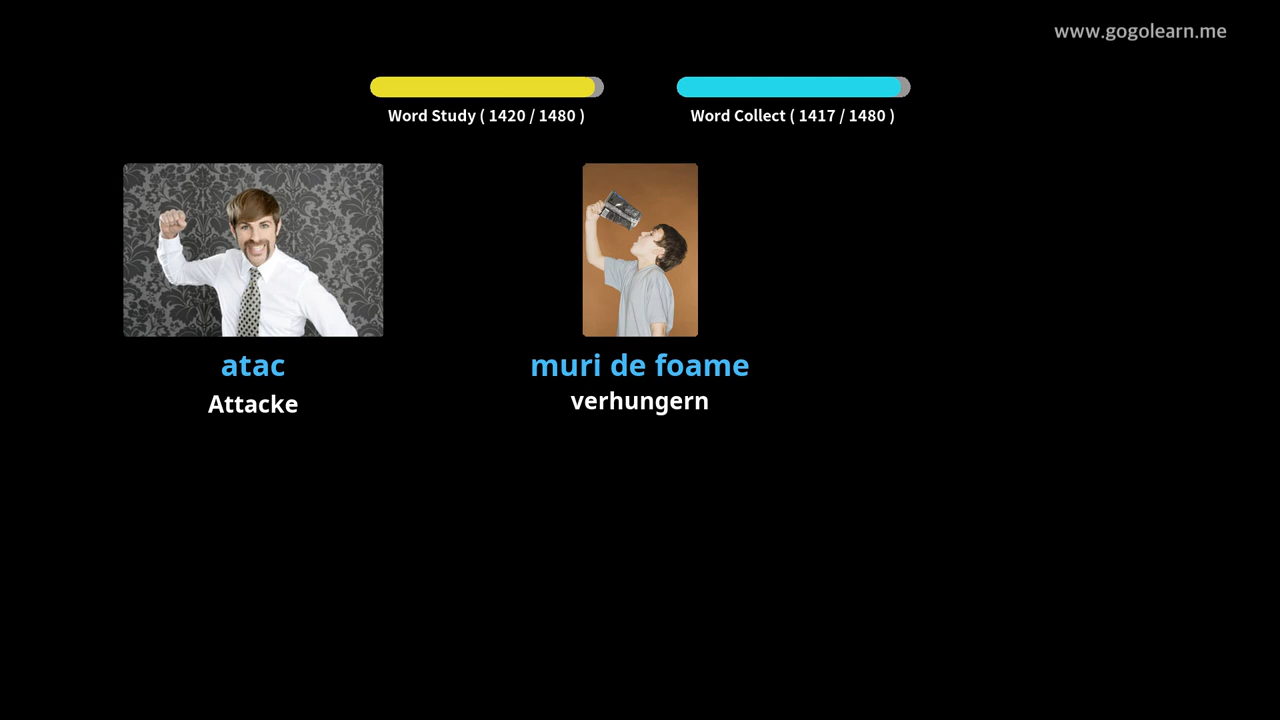 www.gogolearn.me
Word Study ( 1420 / 1480 )
Word Collect ( 1417 / 1480 )
atac
Attacke
muri de foame
verhungern